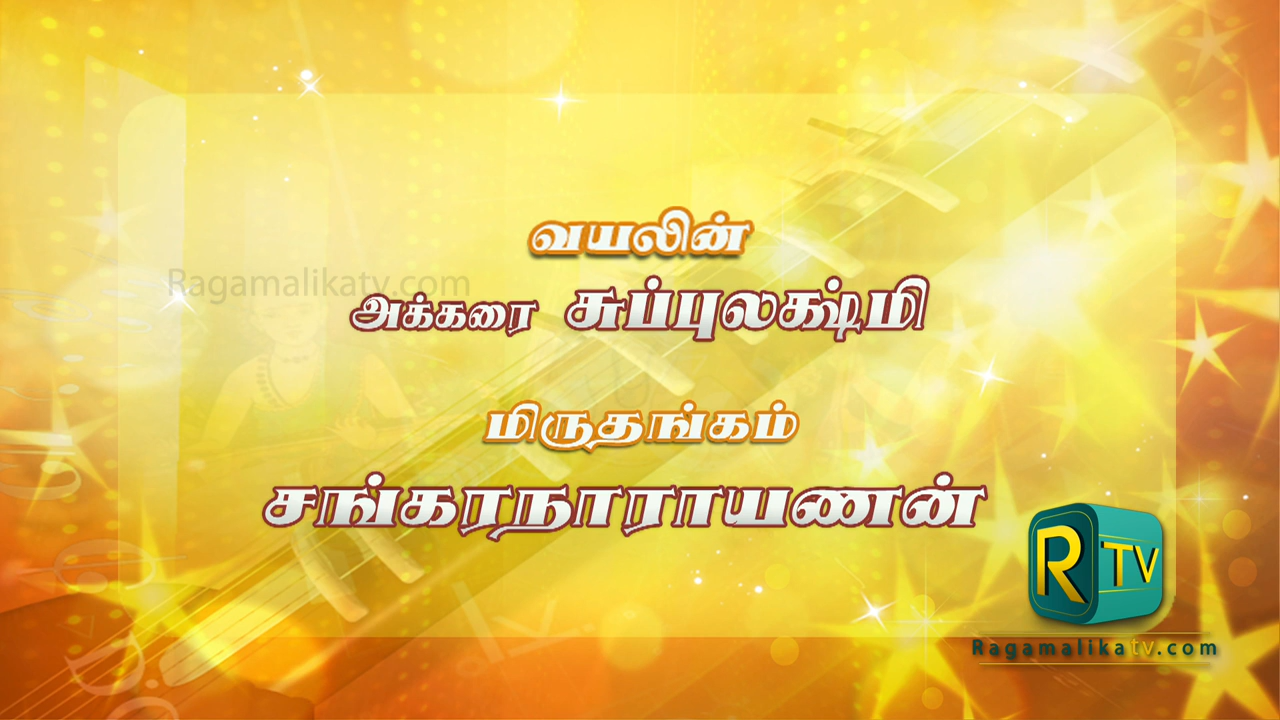 வயலின்
Ragamalikatv.com
அக்கரை சுப்புலக்ஷ்மி
மிருதங்கம்
சங்கரநாராயணன்
R TV
Ragamalikatv.com